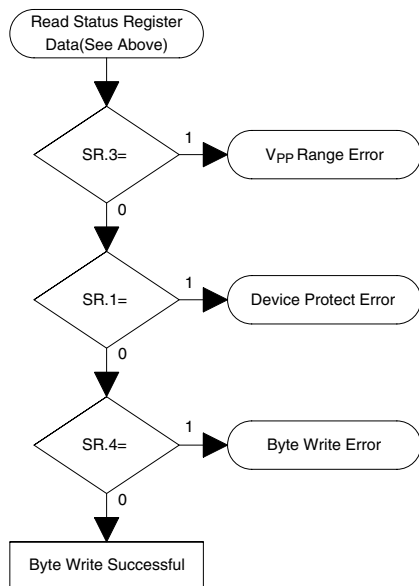 Read Status Register
Data(See Above)
SR.3=
1
VPP Range Error
0
SR.1=
1
Device Protect Error
0
SR.4=
1
Byte Write Error
0
Byte Write Successful